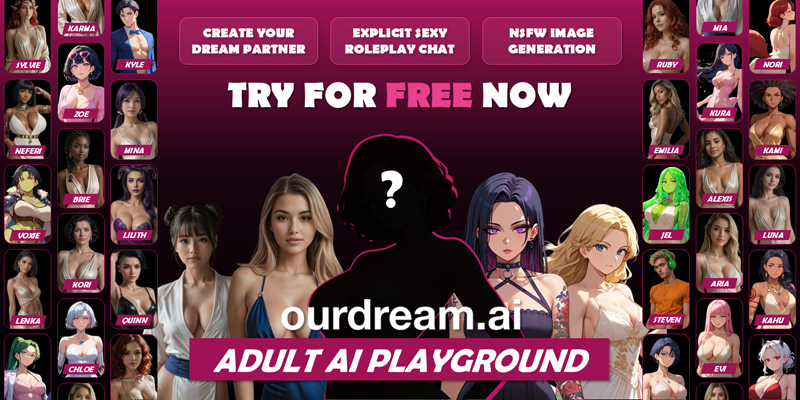 CREATE YOUR
DREAM PARTNER
EXPLICIT SEXY
ROLEPLAY CHAT
NSFW IMAGE
GENERATION
TRY FOR FREE NOW
?
ourdream.ai
ADULT AI PLAYGROUND
SYLVIE
NEFERI
VOXIE
LENKA
KARMA
ZOE
BRIE
KORI
CHLOE
KYLE
MINA
LILITH
QUINN
RUBY
EMILIA
JEL
STEVEN
MIA
KURA
ALEXIS
ARIA
EVI
NORI
KAMI
LUNA
KAHU